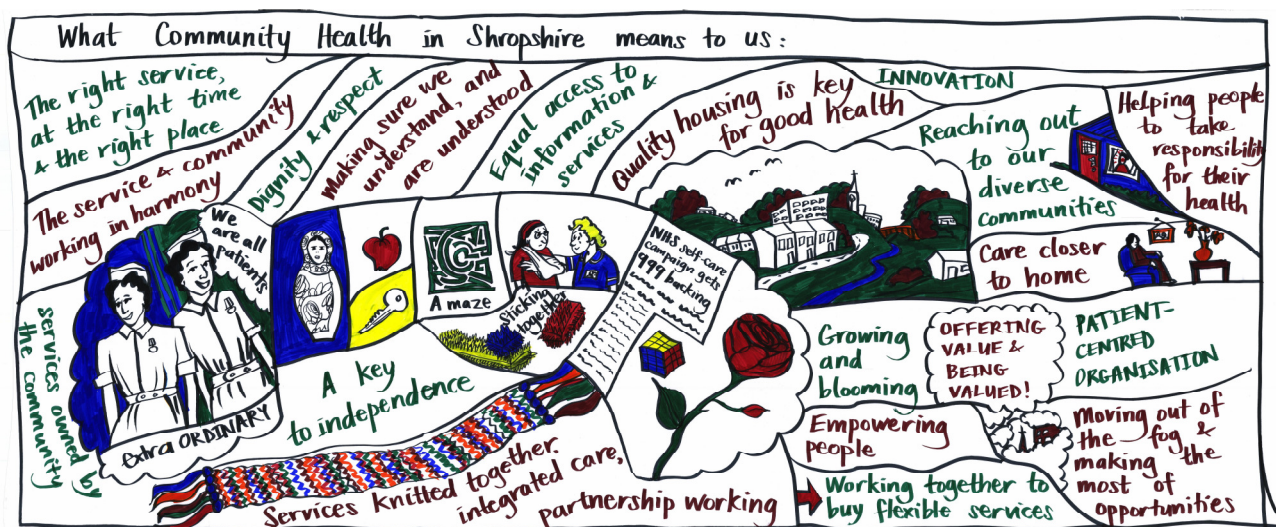 What Community Health in Shropshire means to us:
The right service,
at the right time
& the right place
The service & community
working in harmony
Dignity & respect
Making sure we
understand, and
are understood
Equal access to
information &
services
Quality housing is key
for good health
INNOVATION
Reaching out
to our
diverse
communities
Helping people
to take
responsibility
for their
health
Care closer
to home
We
are all
patients
A maze
NHS self-care
campaign gets
999 backing
Sticking
together
services owned by
the community
extra ORDINARY
A key
to independence
Services knitted together.
integrated care,
partnership working
Growing
and
blooming
OFFERING
VALUE &
BEING
VALUED!
PATIENT-
CENTRED
ORGANISATION
Empowering
people
Moving out of
the fog &
making the
most of
opportunities
Working together to
buy flexible services